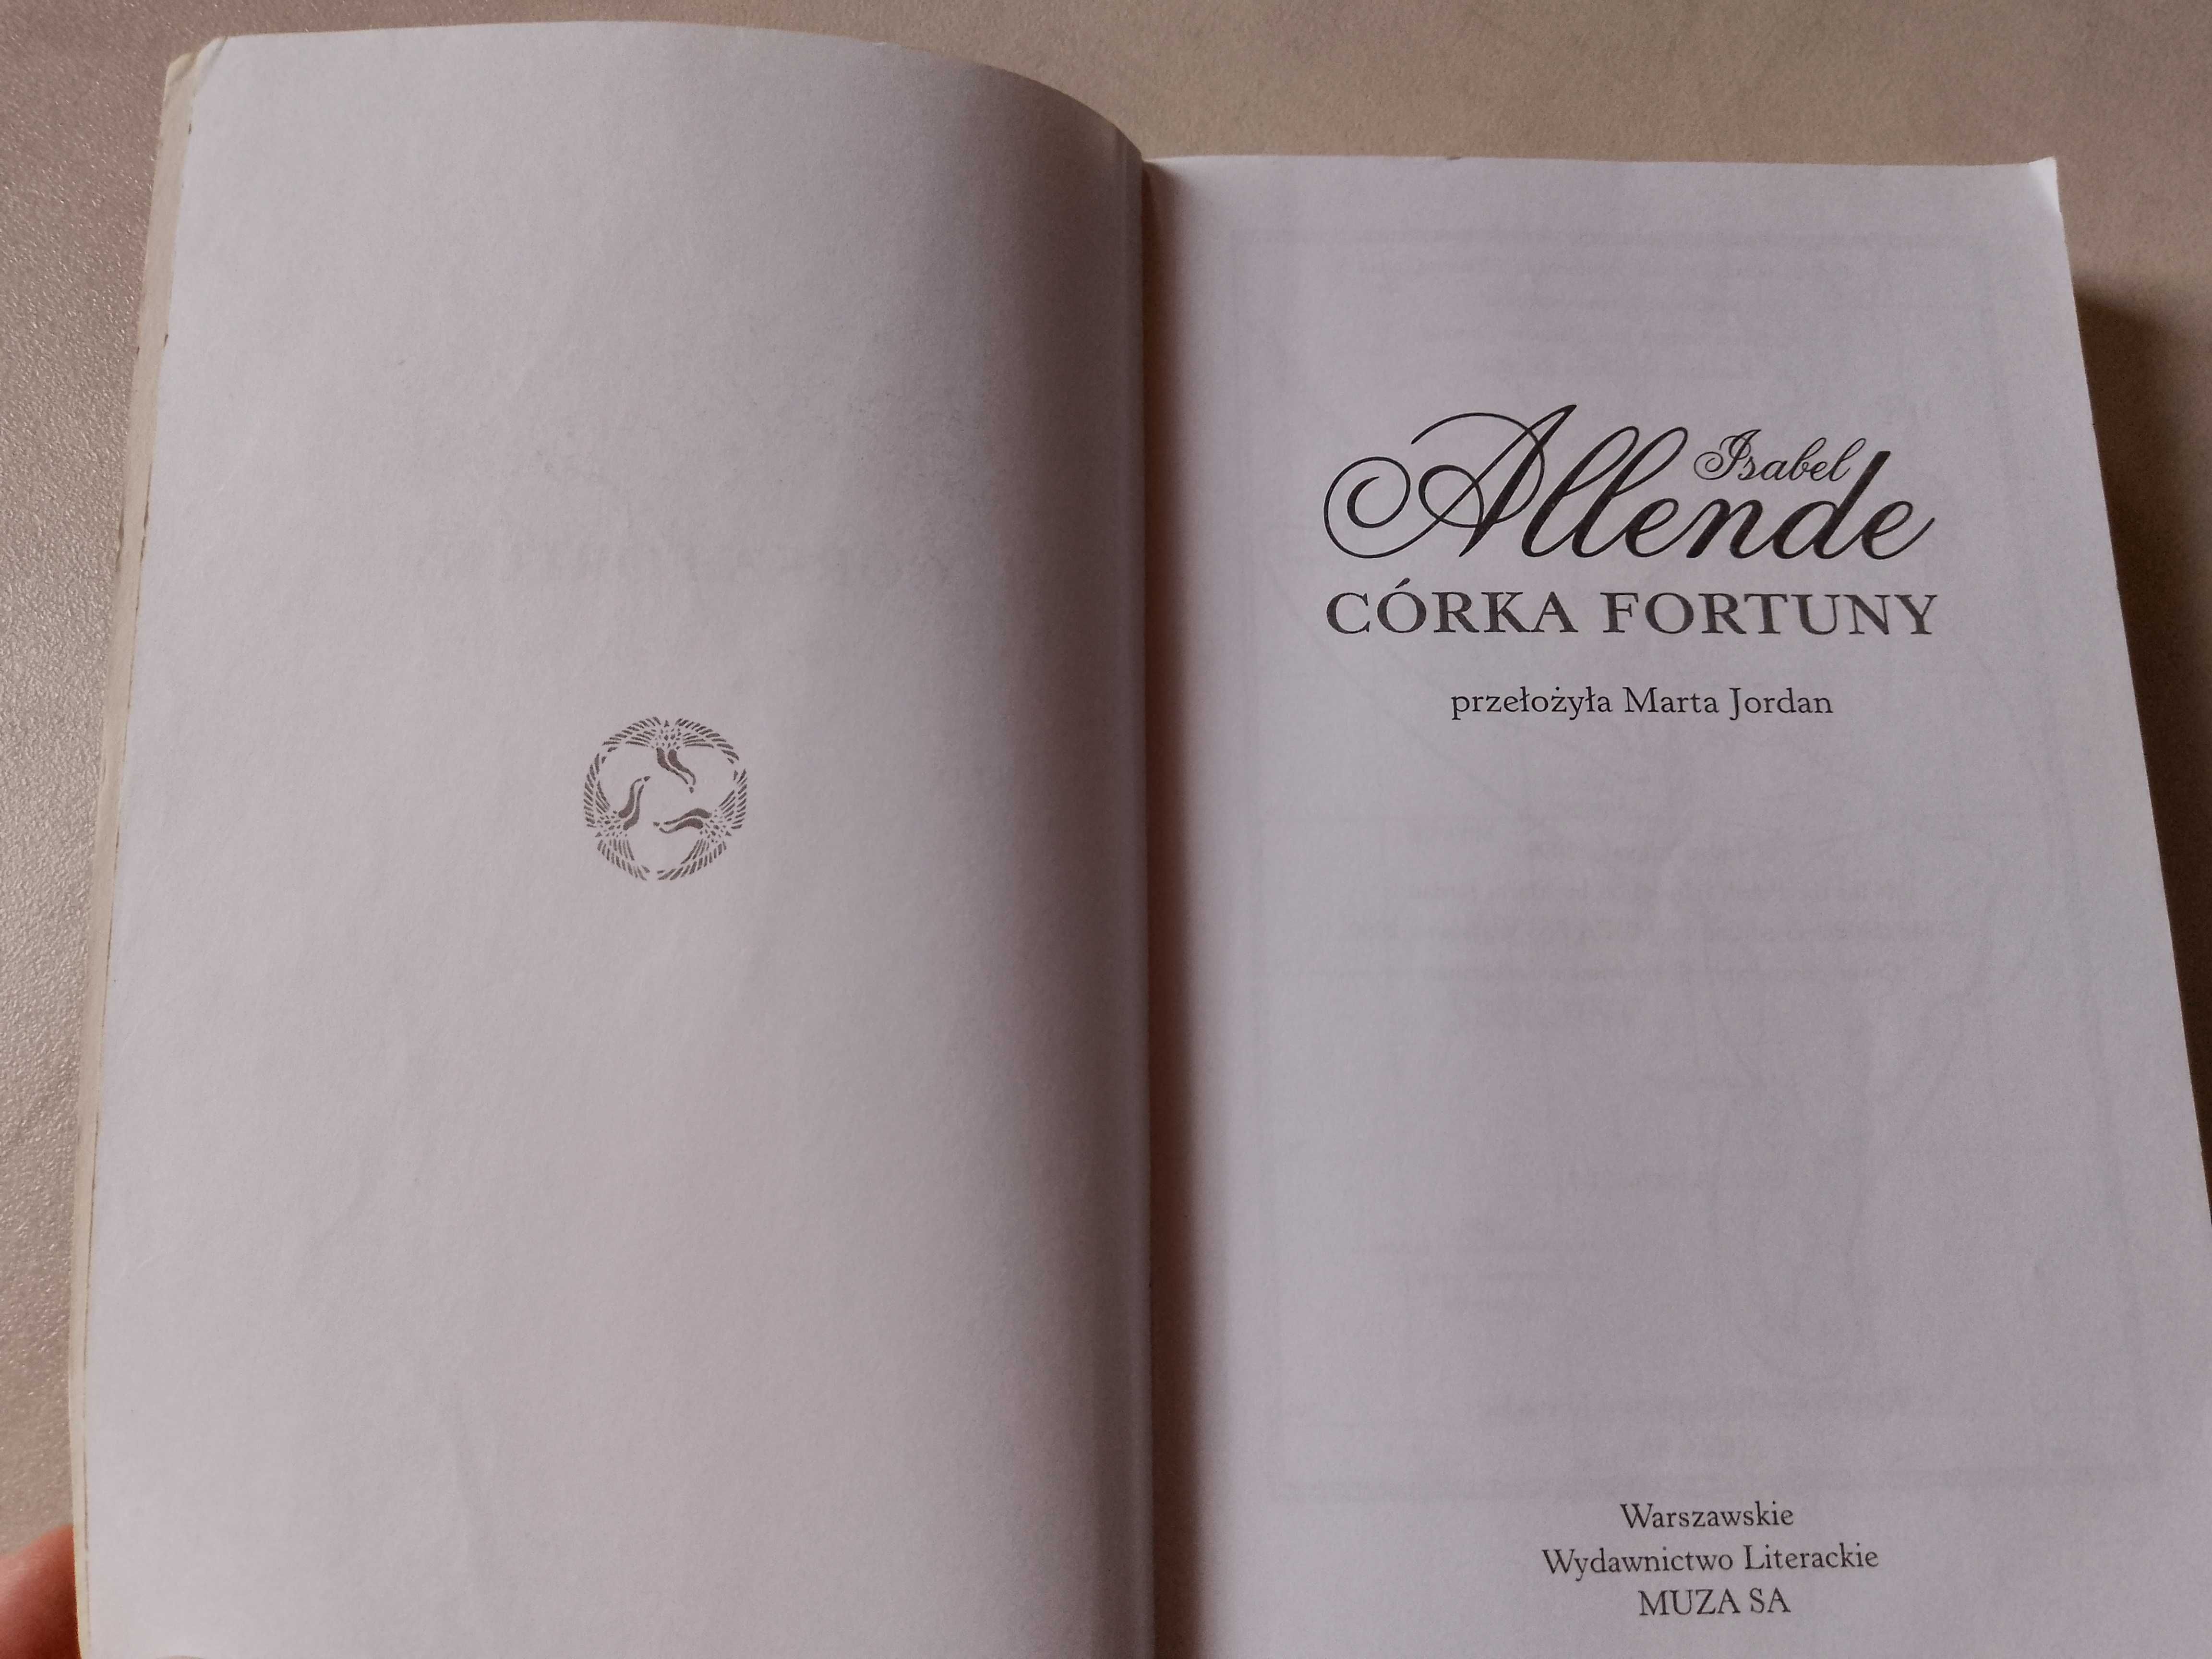 Isabel
Allende
CÓRKA FORTUNY
przełożyła Marta Jordan
Warszawskie
Wydawnictwo Literackie
MUZA SA